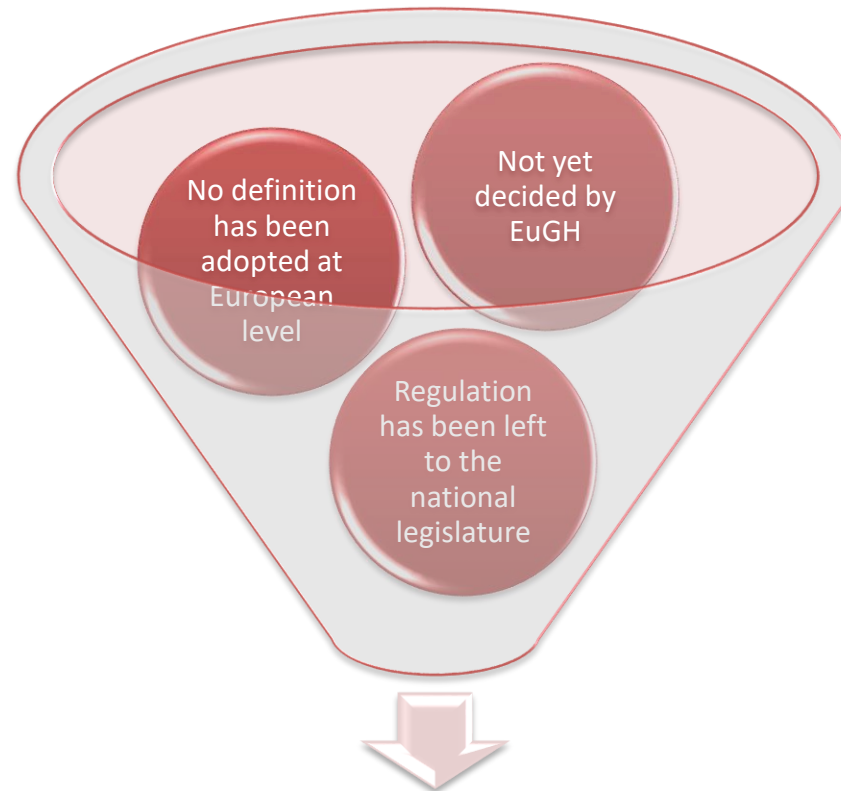 No definition
has been
adopted at
European
level
Not yet
decided by
EuGH
Regulation
has been left
to the
national
legislature